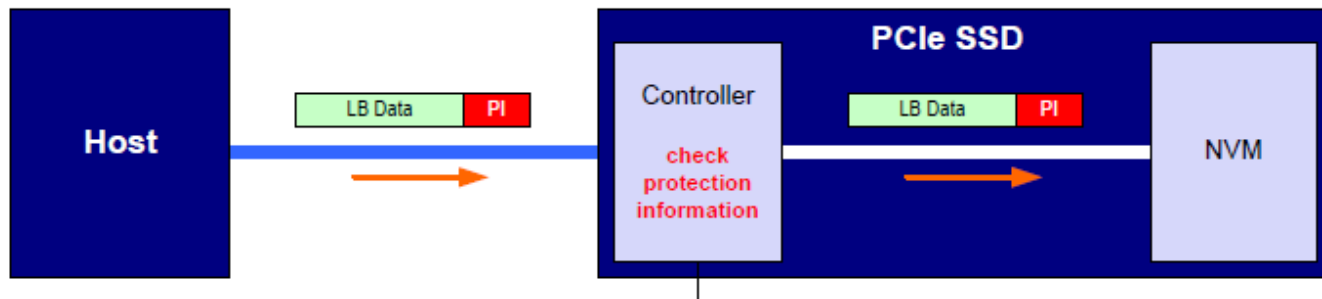 Host
LB Data PI
PCIe SSD
Controller
check
protection
information
LB Data PI
NVM